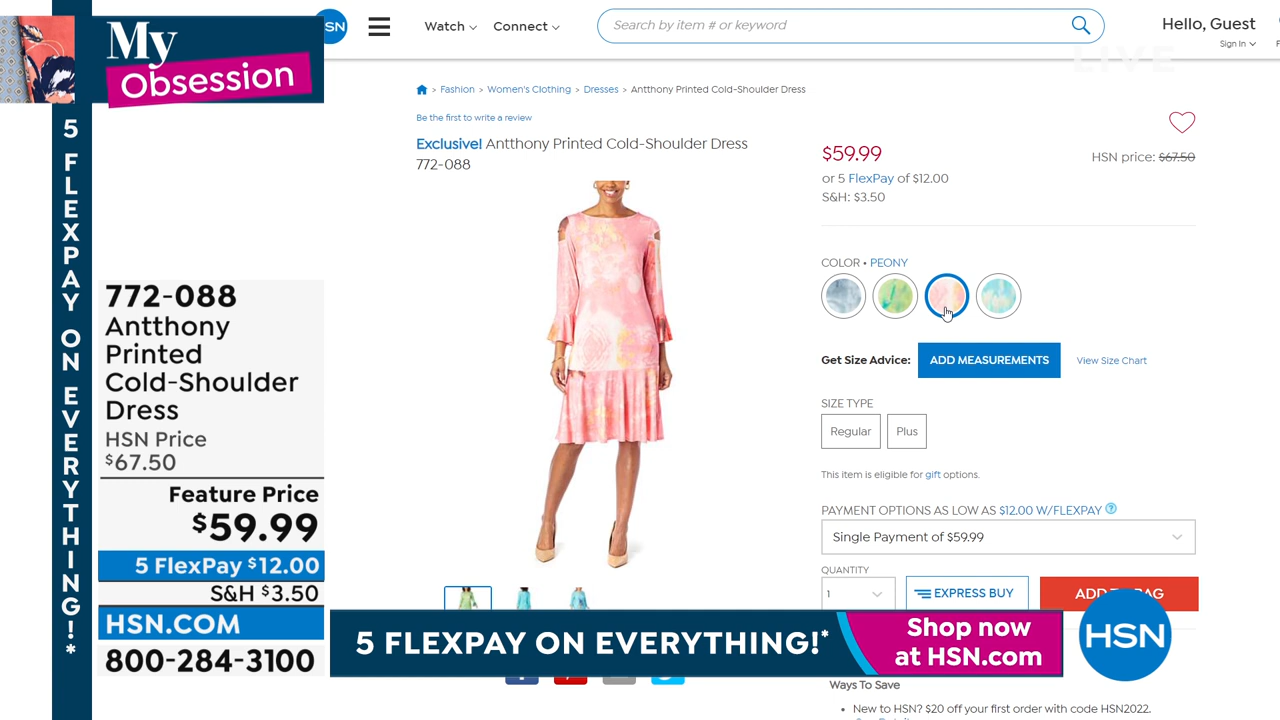 My
Obsession
5 FLEXPAY ON EVERYTHING!*
772-088
Antthony
Printed
Cold-Shoulder
Dress
HSN Price
$67.50
Feature Price
$59.99
5 FlexPay $12.00
S&H $3.50
HSN.COM
800-284-3100
SN
Watch
Connect
Search by item # or keyword
Hello, Guest
Sign In
LIVE
> Fashion > Women's Clothing > Dresses > Antthony Printed Cold-Shoulder Dress
Be the first to write a review
Exclusive! Antthony Printed Cold-Shoulder Dress
772-088
$59.99
HSN price: $67.50
or 5 FlexPay of $12.00
S&H: $3.50
COLOR • PEONY
Get Size Advice: ADD MEASUREMENTS View Size Chart
SIZE TYPE
Regular Plus
This item is eligible for gift options.
PAYMENT OPTIONS AS LOW AS $12.00 W/FLEXPAY ?
Single Payment of $59.99
QUANTITY
1
EXPRESS BUY
ADD BAG
5 FLEXPAY ON EVERYTHING!*
Shop now
at HSN.com
HSN
Ways To Save
• New to HSN? $20 off your first order with code HSN2022.